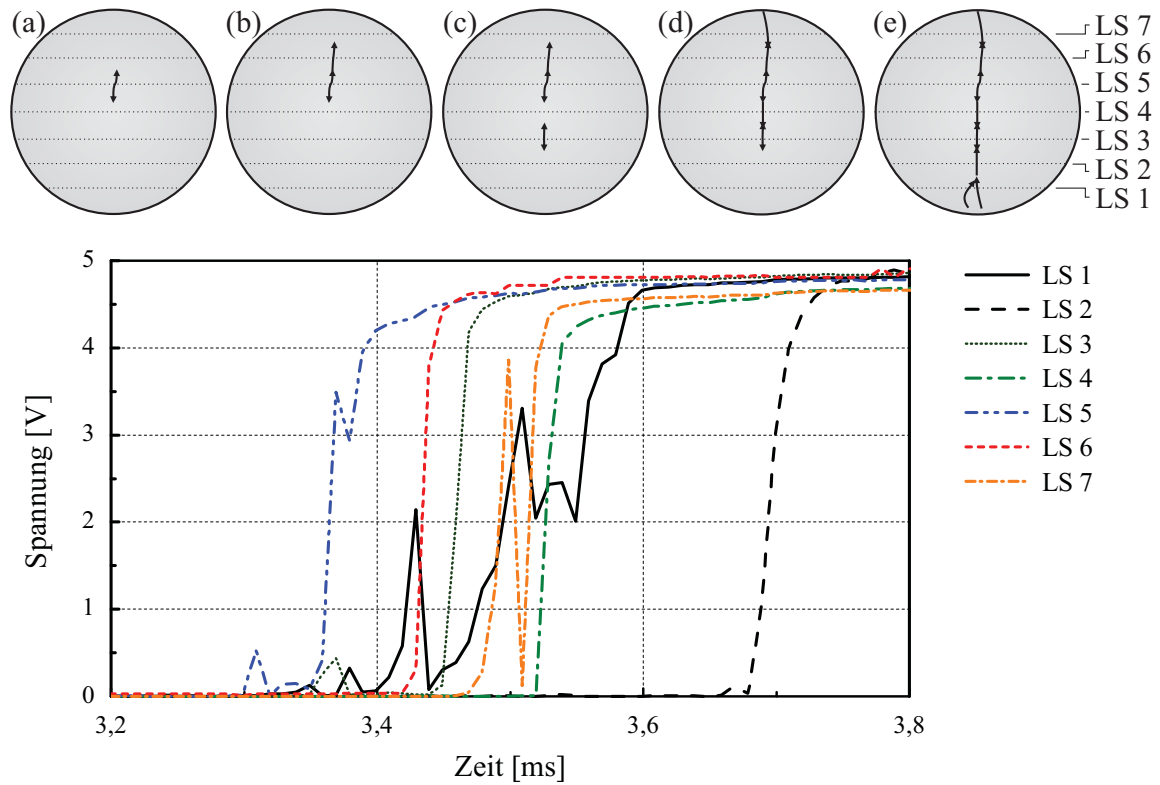 (a) (b) (c) (d) (e)
LS 7
LS 6
LS 5
LS 4
LS 3
LS 2
LS 1
Spannung [V]
5
4
3
2
1
0
3,2 3,4 3,6 3,8
Zeit [ms]
LS 1
LS 2
LS 3
LS 4
LS 5
LS 6
LS 7